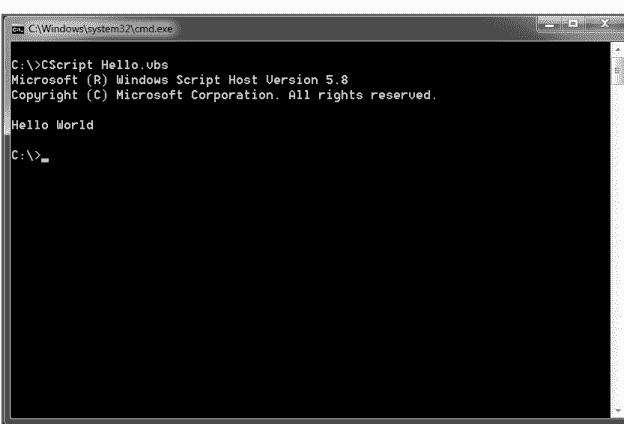 C:\Windows\system32\cmd.exe
C:\>CScript Hello.vbs
Microsoft (R) Windows Script Host Version 5.8
Copyright (C) Microsoft Corporation. All rights reserved.
Hello World
C:\>_